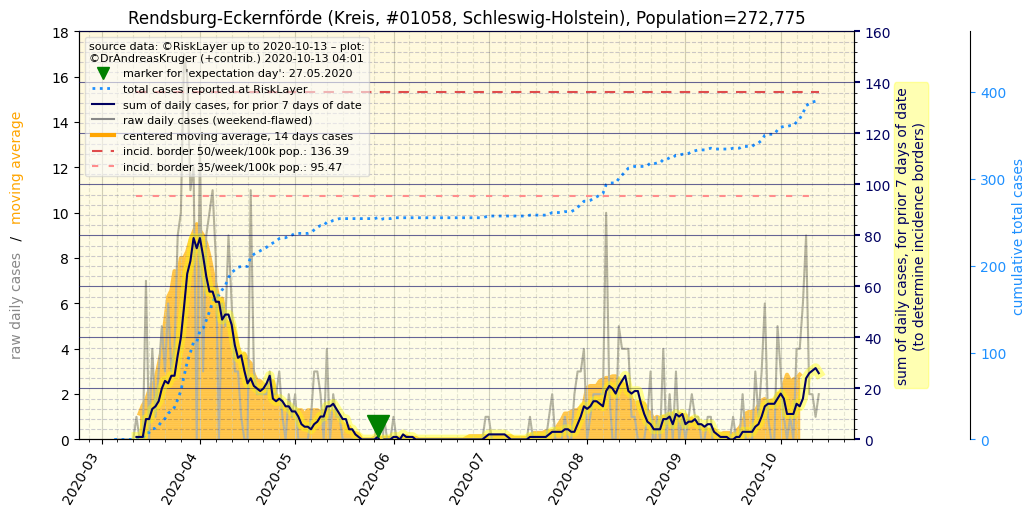 Rendsburg-Eckernförde (Kreis, #01058, Schleswig-Holstein), Population=272,775
source data: ©RiskLayer up to 2020-10-13 – plot:
©DrAndreasKruger (+contrib.) 2020-10-13 04:01
marker for 'expectation day': 27.05.2020
total cases reported at RiskLayer
sum of daily cases, for prior 7 days of date
raw daily cases (weekend-flawed)
centered moving average, 14 days cases
incid. border 50/week/100k pop.: 136.39
incid. border 35/week/100k pop.: 95.47
raw daily cases / moving average
18
16
14
12
10
8
6
4
2
0
2020-03
2020-04
2020-05
2020-06
2020-07
2020-08
2020-09
2020-10
160
140
120
100
80
60
40
20
0
sum of daily cases, for prior 7 days of date
(to determine incidence borders)
400
300
200
100
0
cumulative total cases